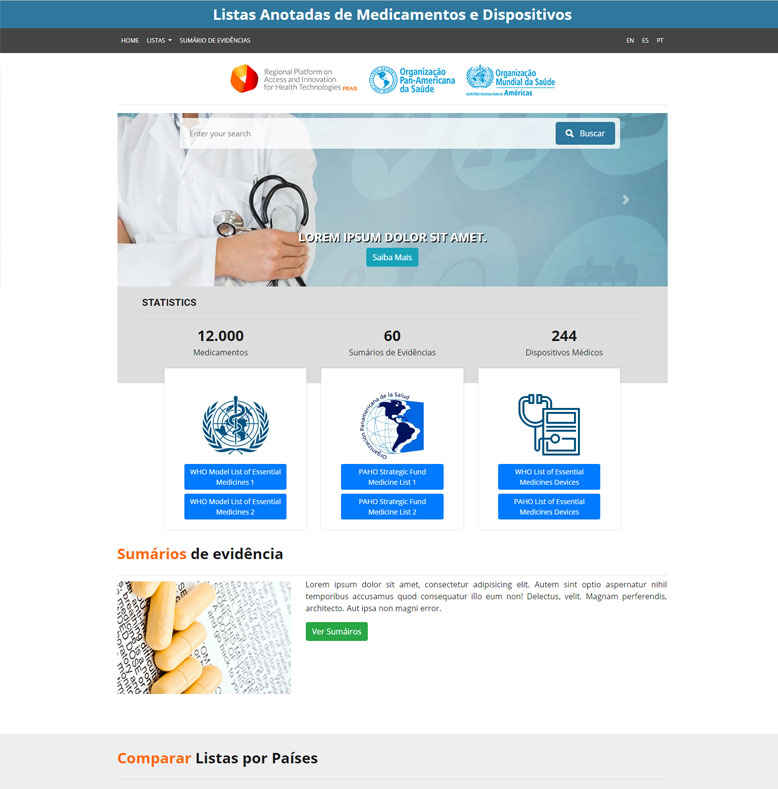 Listas Anotadas de Medicamentos e Dispositivos
HOME LISTAS SUMÁRIO DE EVIDÊNCIAS EN ES PT
Regional Platform on
Access and Innovation
for Health Technologies PRAIS
Organização
Pan-Americana
da Saúde
Organização
Mundial da Saúde
Américas
Enter your search
Buscar
LOREM IPSUM DOLOR SIT AMET.
Saiba Mais
STATISTICS
12.000
Medicamentos
60
Sumários de Evidências
244
Dispositivos Médicos
Organización Panamericana de la Salud
WHO Model List of Essential
Medicines 1
WHO Model List of Essential
Medicines 2
PAHO Strategic Fund
Medicine List 1
PAHO Strategic Fund
Medicine List 2
WHO List of Essential
Medicines Devices
PAHO List of Essential
Medicines Devices
Sumários de evidência
Lorem ipsum dolor sit amet, consectetur adipisicing elit. Autem sint optio aspernatur nihil
temporibus accusamus quod consequatur illo eum non! Delectus, velit. Magnam perferendis,
architecto. Aut ipsa non magni error.
Ver Sumáiros
Comparar Listas por Países